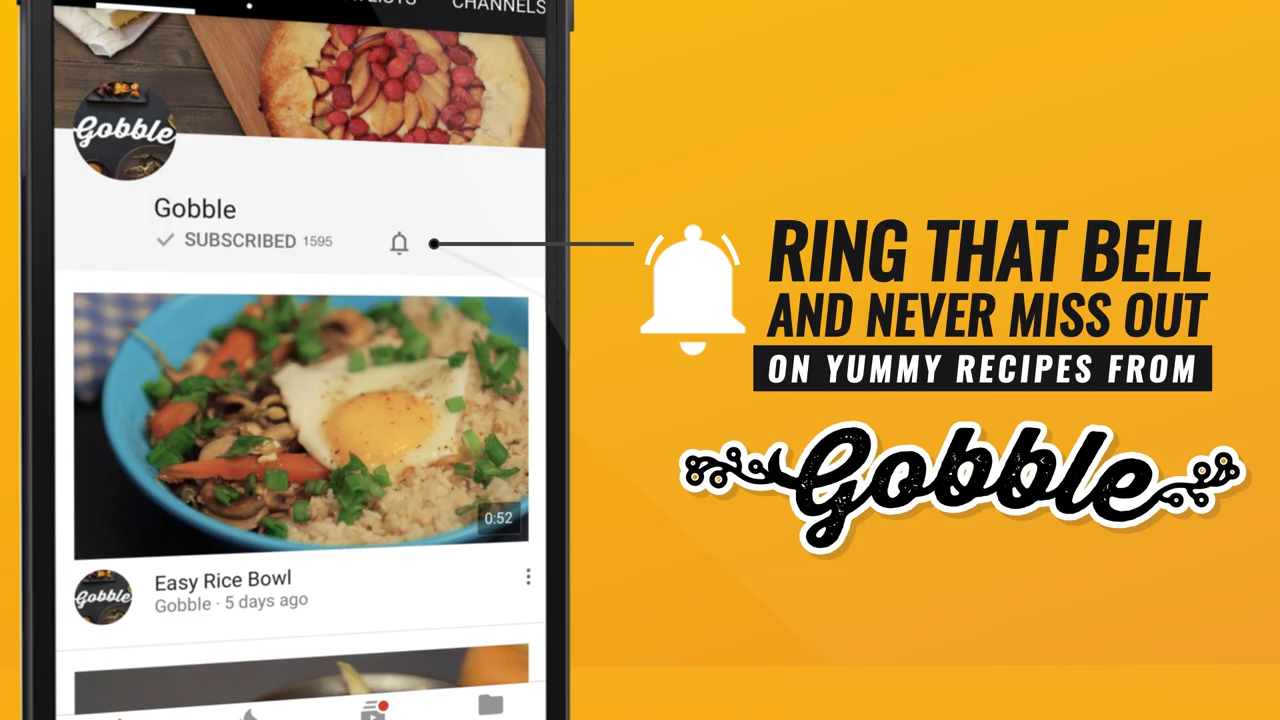 CHANNELS
Gobble
Gobble
SUBSCRIBED 1595
0:52
Gobble
Easy Rice Bowl
Gobble · 5 days ago
RING THAT BELL
AND NEVER MISS OUT
ON YUMMY RECIPES FROM
Gobble